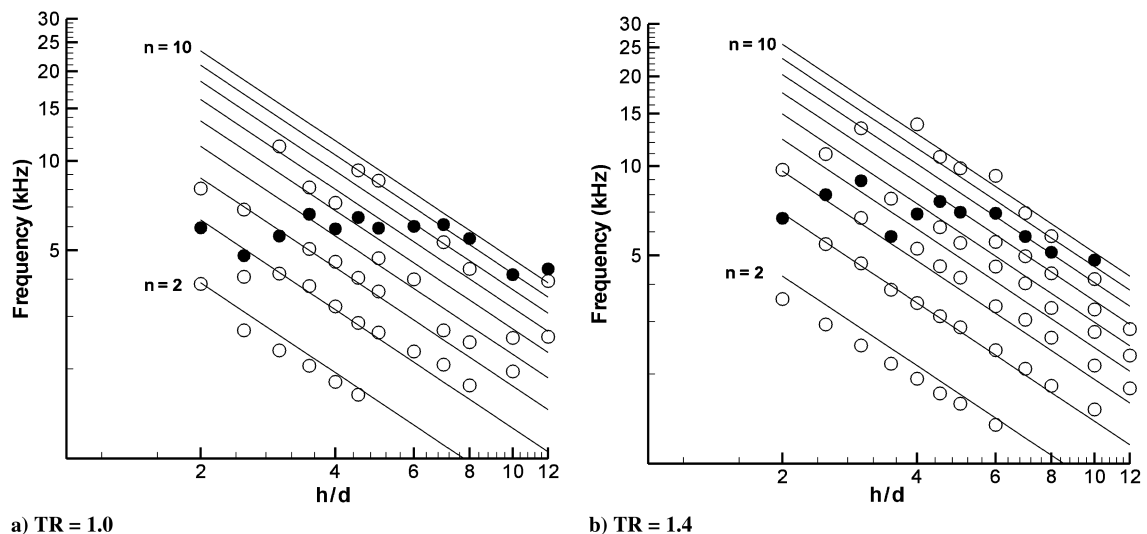 30
25
20
15
10
5
Frequency (kHz)
n = 10
n = 2
2 4 6 8 10 12
h/d
a) TR = 1.0
30
25
20
15
10
5
Frequency (kHz)
n = 10
n = 2
2 4 6 8 10 12
h/d
b) TR = 1.4